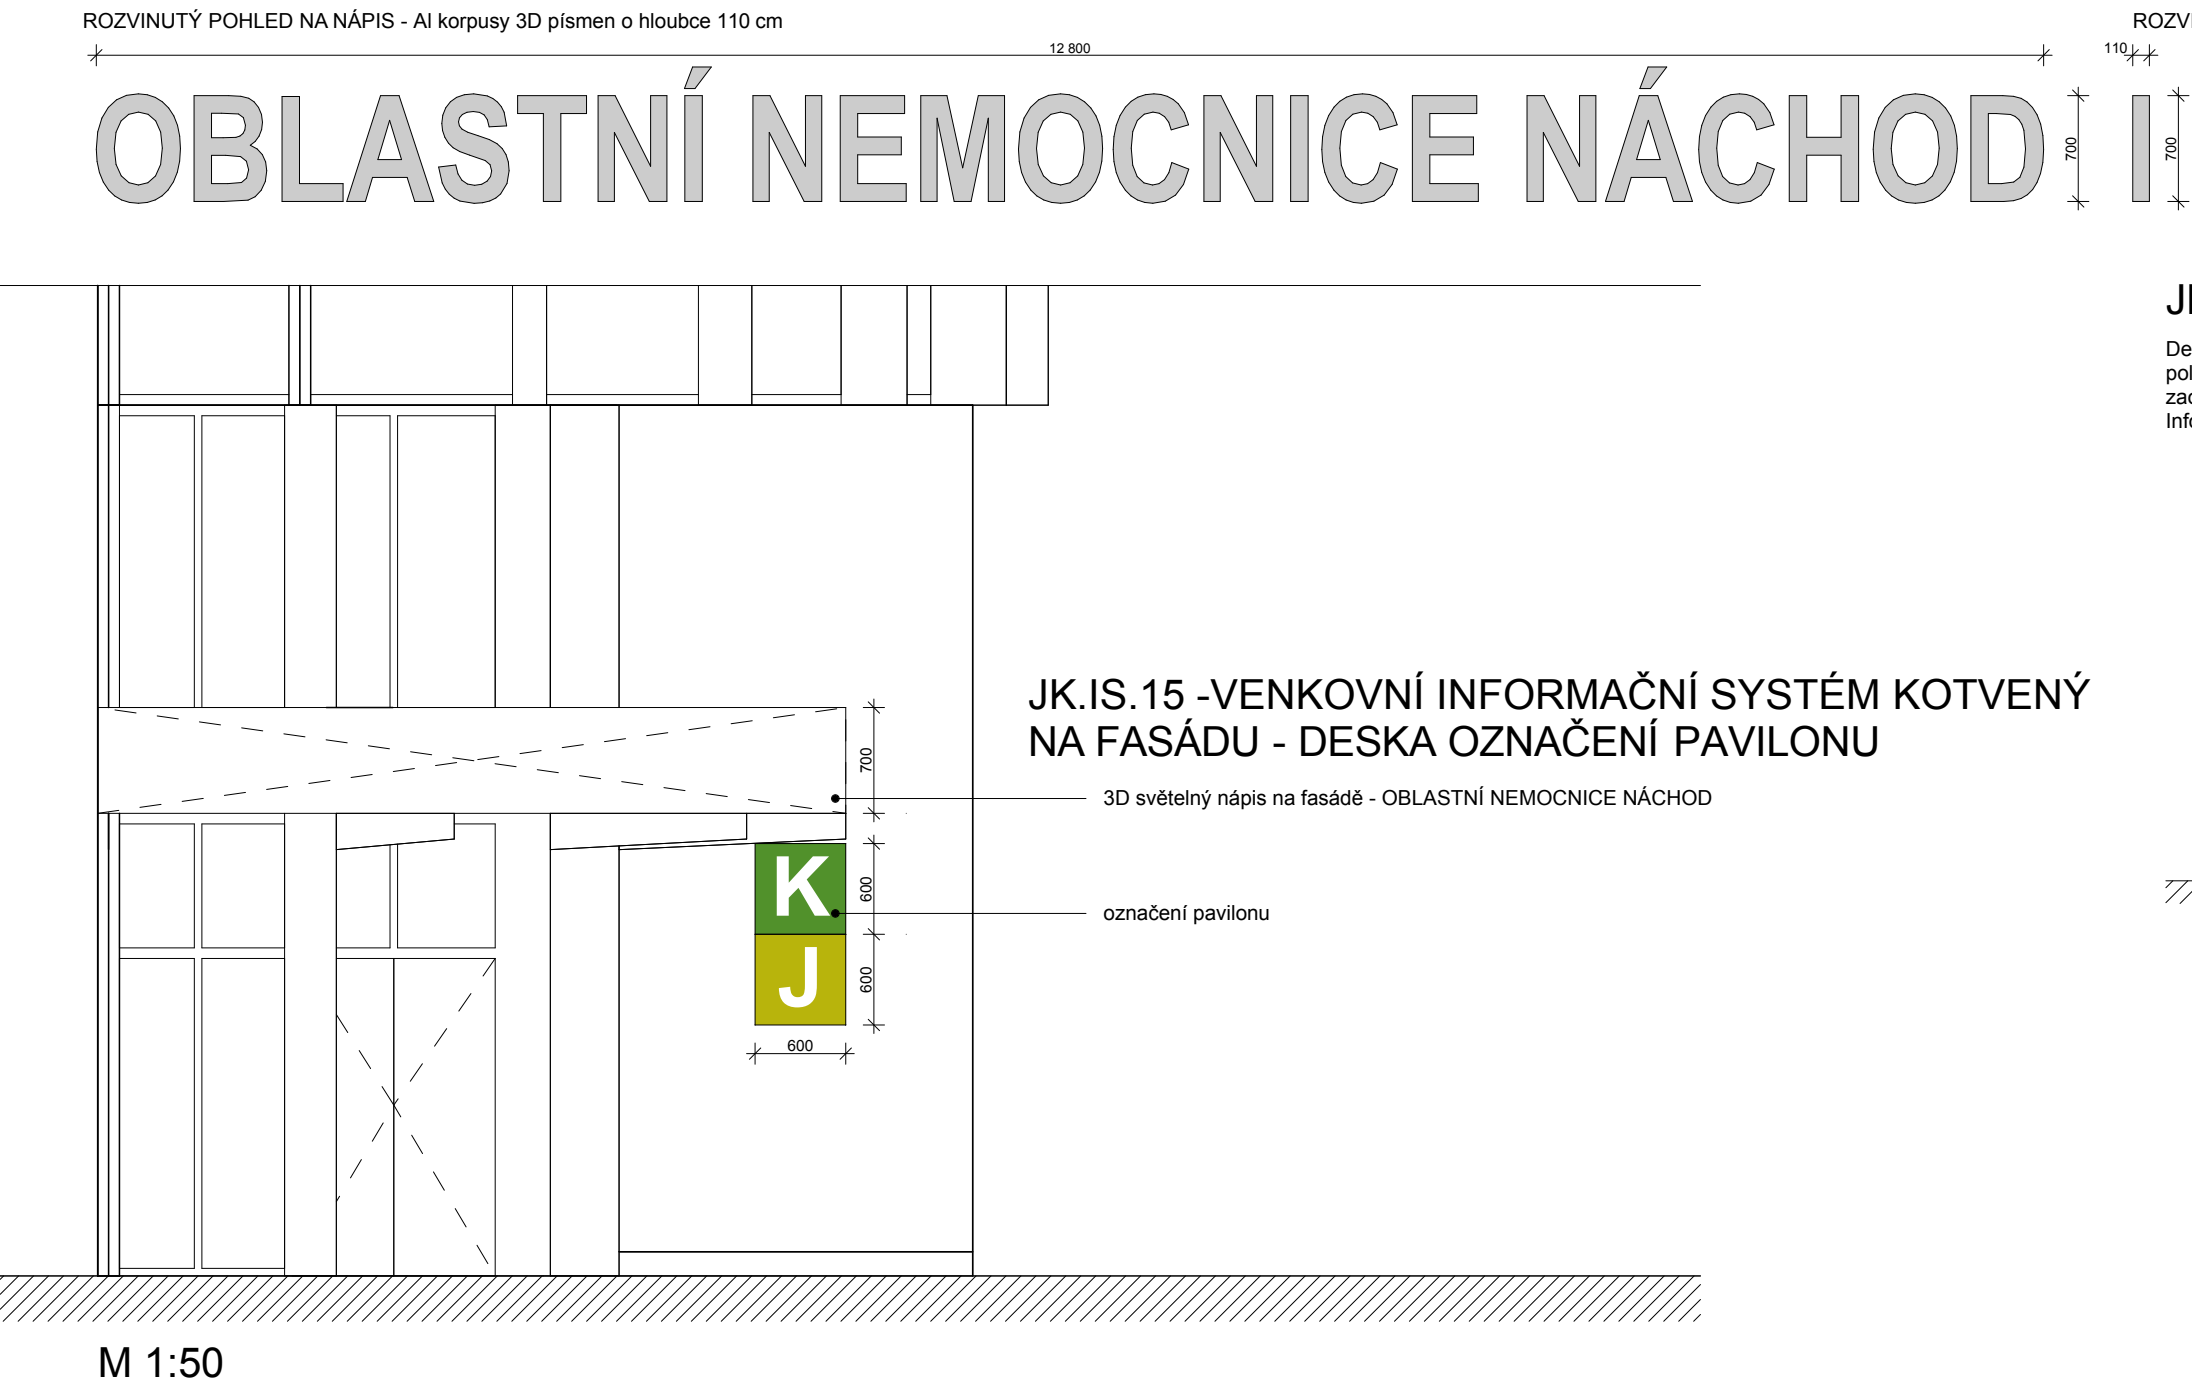 ROZVINUTÝ POHLED NA NÁPIS - Al korpusy 3D písmen o hloubce 110 cm
12 800
110
OBLASTNÍ NEMOCNICE NÁCHOD
700
700
JK.IS.15 -VENKOVNÍ INFORMAČNÍ SYSTÉM KOTVENÝ
NA FASÁDU - DESKA OZNAČENÍ PAVILONU
700
3D světelný nápis na fasádě - OBLASTNÍ NEMOCNICE NÁCHOD
K
600
označení pavilonu
J
600
600
M 1:50